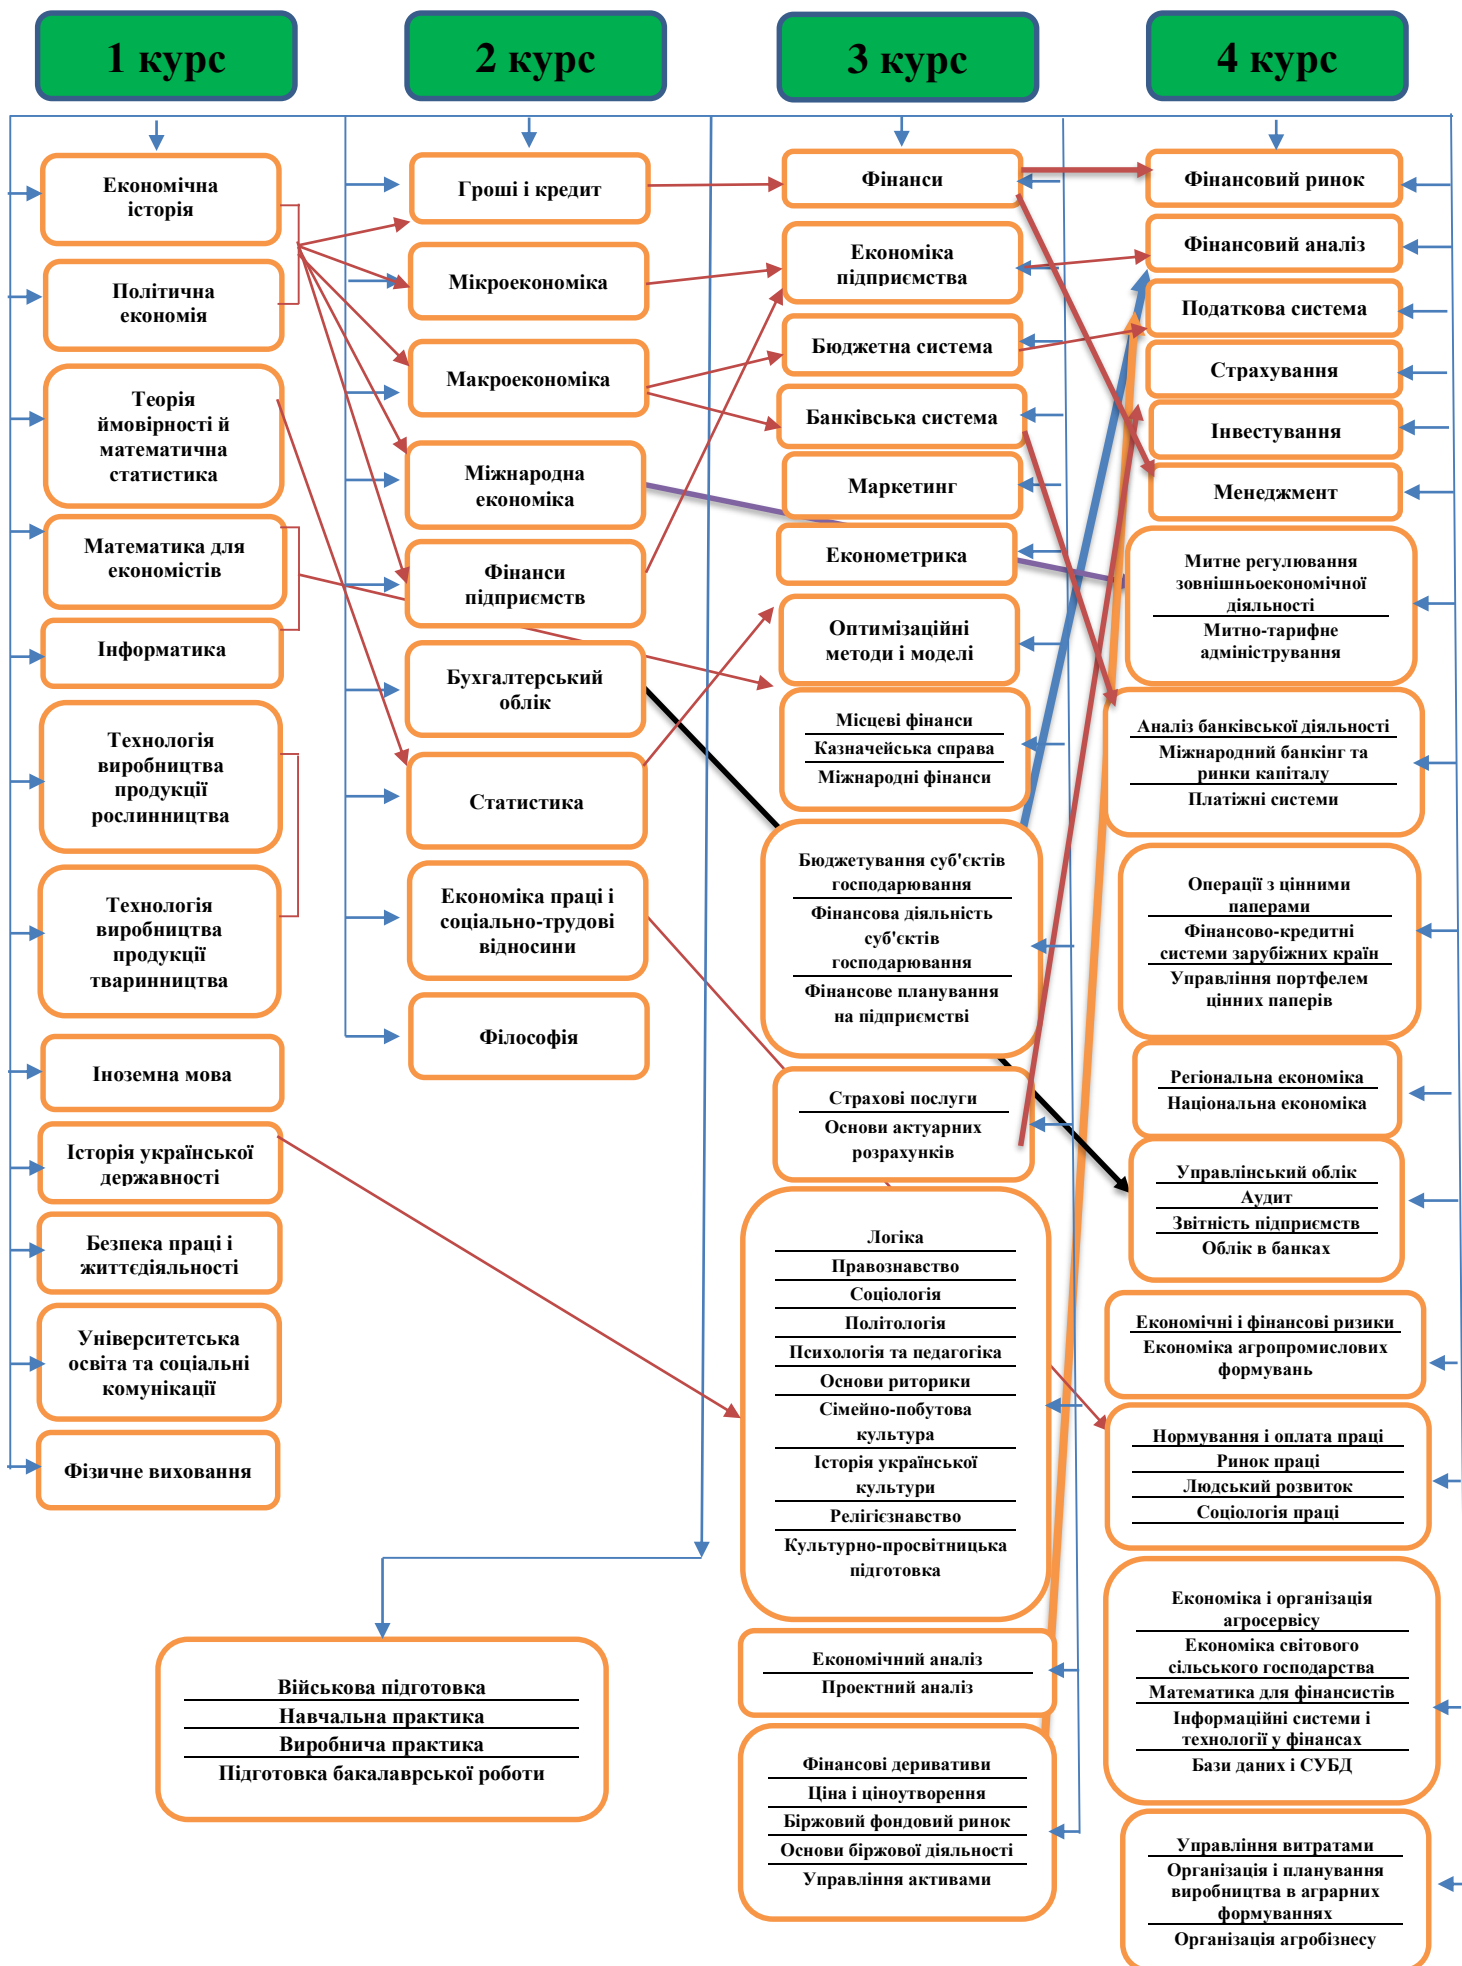 1 курс
Економічна
історія
Політична
економія
Теорія
ймовірності й
математична
статистика
Математика для
економістів
Інформатика
Технологія
виробництва
продукції
рослинництва
Технологія
виробництва
продукції
тваринництва
Іноземна мова
Історія української
державності
Безпека праці і
життєдіяльності
Університетська
освіта та соціальні
комунікації
Фізичне виховання
2 курс
Гроші і кредит
Мікроекономіка
Макроекономіка
Міжнародна
економіка
Фінанси
підприємств
Бухгалтерський
облік
Статистика
Економіка праці і
соціально-трудові
відносини
Філософія
Військова підготовка
Навчальна практика
Виробнича практика
Підготовка бакалаврської роботи
3 курс
Фінанси
Економіка
підприємства
Бюджетна система
Банківська система
Маркетинг
Економетрика
Оптимізаційні
методи і моделі
Місцеві фінанси
Казначейська справа
Міжнародні фінанси
Бюджетування суб'єктів
господарювання
Фінансова діяльність
суб'єктів
господарювання
Фінансове планування
на підприємстві
Страхові послуги
Основи актуарних
розрахунків
Логіка
Правознавство
Соціологія
Політологія
Психологія та педагогіка
Основи риторики
Сімейно-побутова
культура
Історія української
культури
Релігієзнавство
Культурно-просвітницька
підготовка
Економічний аналіз
Проектний аналіз
Фінансові деривативи
Ціна і ціноутворення
Біржовий фондовий ринок
Основи біржової діяльності
Управління активами
4 курс
Фінансовий ринок
Фінансовий аналіз
Податкова система
Страхування
Інвестування
Менеджмент
Митне регулювання
зовнішньоекономічної
діяльності
Митно-тарифне
адміністрування
Аналіз банківської діяльності
Міжнародний банкінг та
ринки капіталу
Платіжні системи
Операції з цінними
паперами
Фінансово-кредитні
системи зарубіжних країн
Управління портфелем
цінних паперів
Регіональна економіка
Національна економіка
Управлінський облік
Аудит
Звітність підприємств
Облік в банках
Економічні і фінансові ризики
Економіка агропромислових
формувань
Нормування і оплата праці
Ринок праці
Людський розвиток
Соціологія праці
Економіка і організація
агросервісу
Економіка світового
сільського господарства
Математика для фінансистів
Інформаційні системи і
технології у фінансах
Бази даних і СУБД
Управління витратами
Організація і планування
виробництва в аграрних
формуваннях
Організація агробізнесу